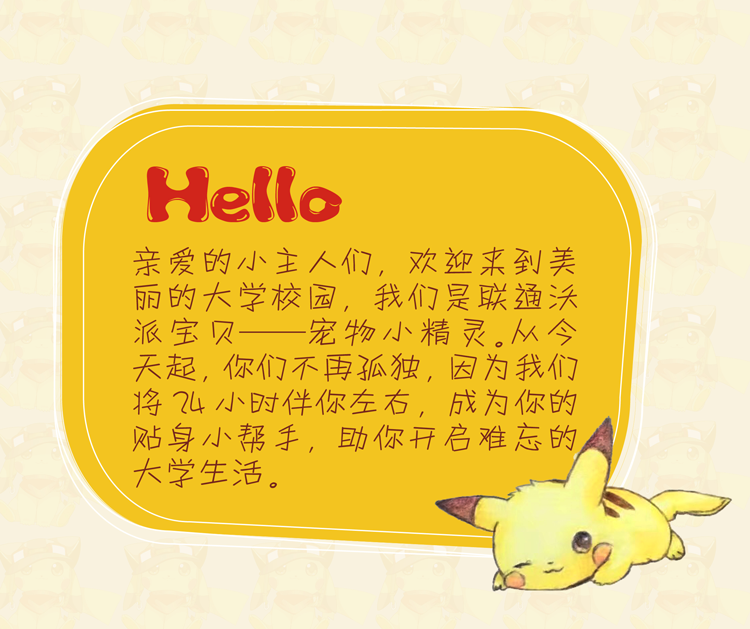 Hello
亲爱的小主人们，欢迎来到美
丽的大学校园，我们是联通沃
派宝贝——宠物小精灵。从今
天起，你们不再孤独，因为我们
将24小时伴你左右，成为你的
贴身小帮手，助你开启难忘的
大学生活。